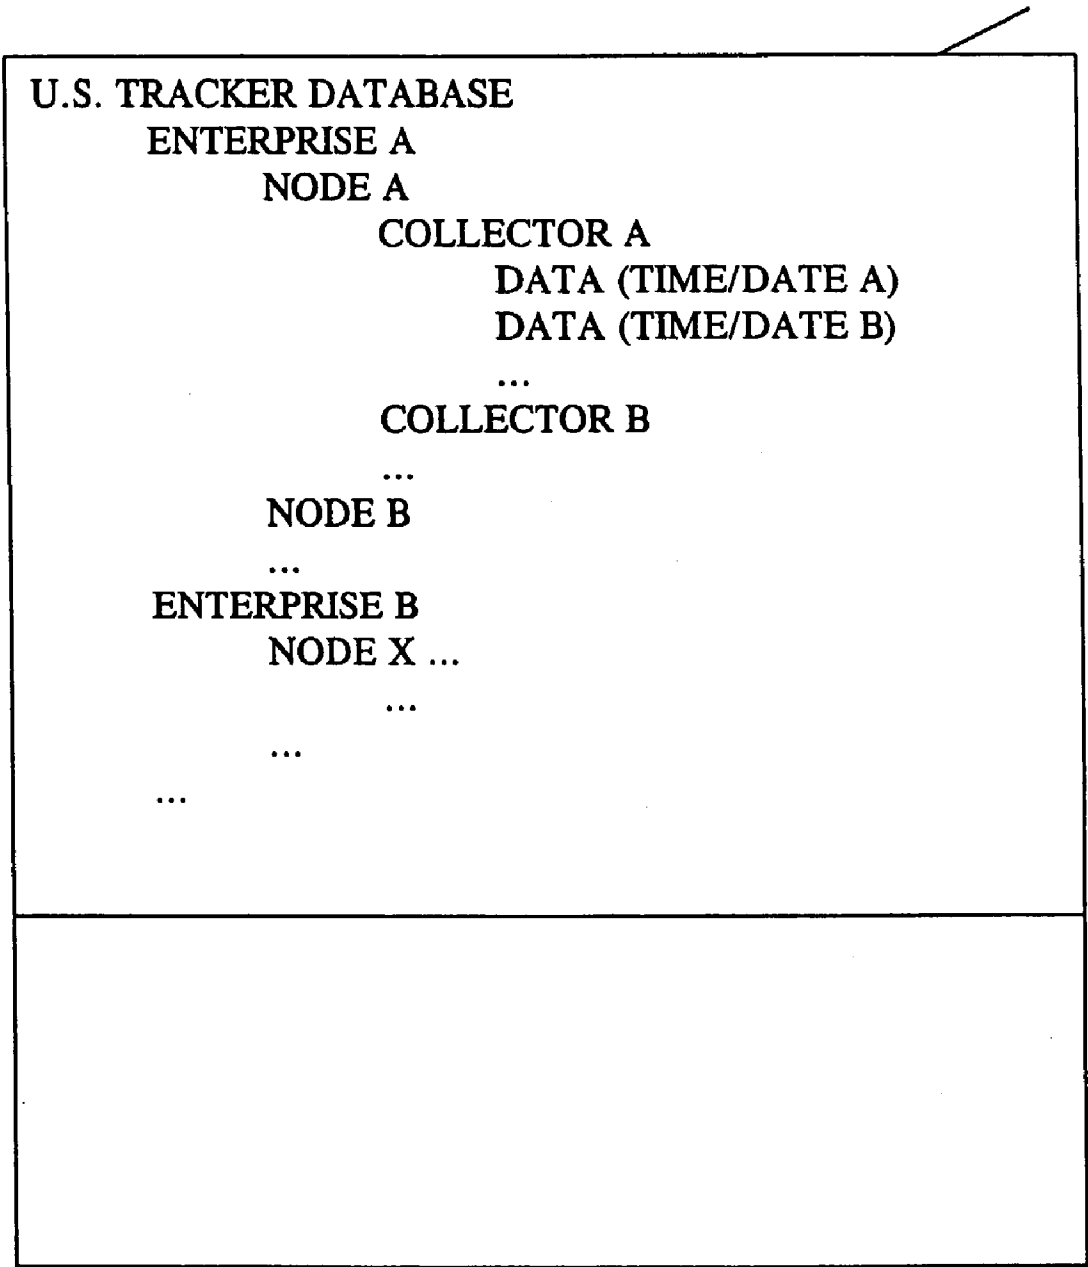 U.S. TRACKER DATABASE
ENTERPRISE A
NODE A
COLLECTOR A
DATA (TIME/DATE A)
DATA (TIME/DATE B)
...
COLLECTOR B
...
NODE B
...
ENTERPRISE B
NODE X ...
...
...
...